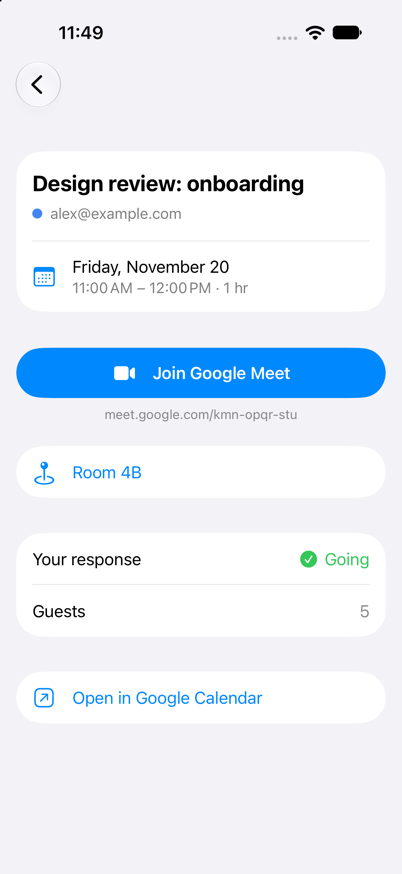 11:49
Design review: onboarding
alex@example.com
Friday, November 20
11:00 AM – 12:00 PM · 1 hr
Join Google Meet
meet.google.com/kmn-opqr-stu
Room 4B
Your response Going
Guests 5
Open in Google Calendar